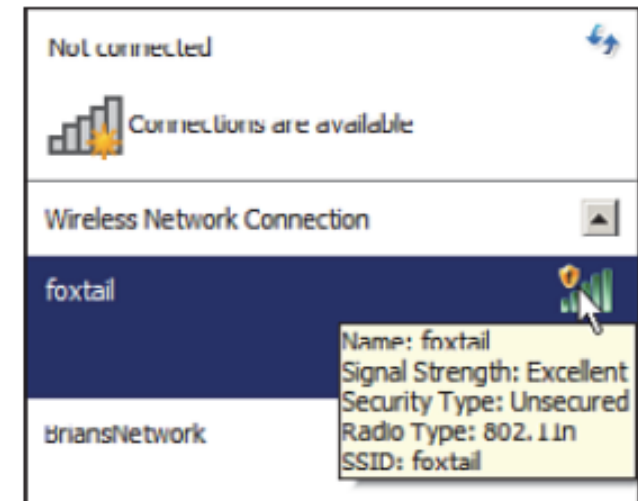 Not connected
Connections are available
Wireless Network Connection
foxtail
Name: foxtail
Signal Strength: Excellent
Security Type: Unsecured
Radio Type: 802.11n
SSID: foxtail
BriansNetwork